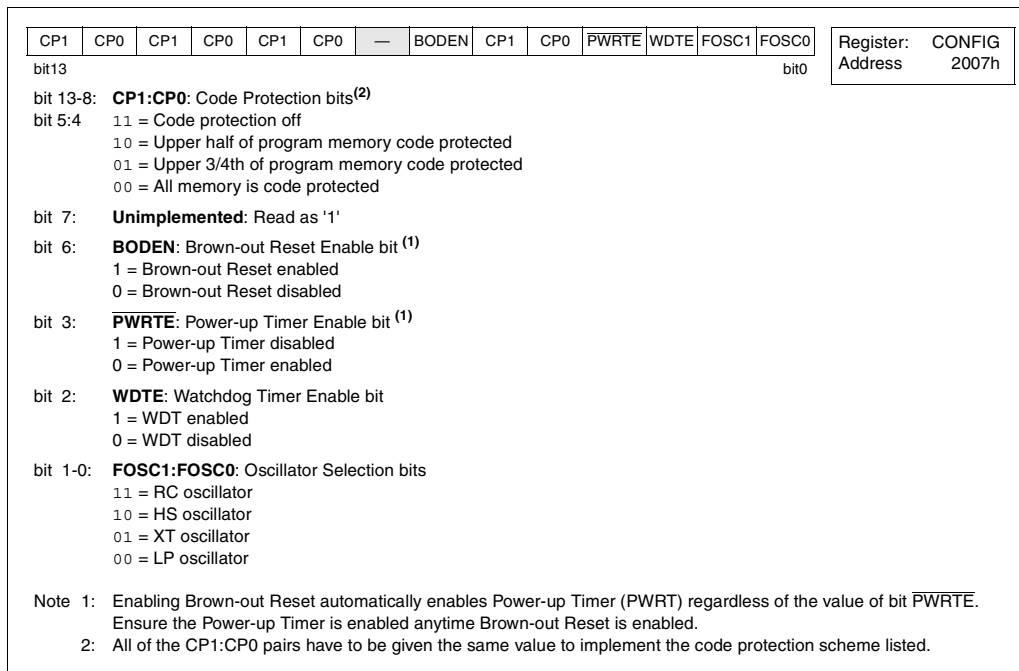 CP1 CP0 CP1 CP0 CP1 CP0 — BODEN CP1 CP0 PWRTE WDTE FOSC1 FOSC0
bit13 bit0
Register: CONFIG
Address 2007h
bit 13-8: CP1:CP0: Code Protection bits(2)
bit 5:4 11 = Code protection off
10 = Upper half of program memory code protected
01 = Upper 3/4th of program memory code protected
00 = All memory is code protected
bit 7: Unimplemented: Read as '1'
bit 6: BODEN: Brown-out Reset Enable bit (1)
1 = Brown-out Reset enabled
0 = Brown-out Reset disabled
bit 3: PWRTE: Power-up Timer Enable bit (1)
1 = Power-up Timer disabled
0 = Power-up Timer enabled
bit 2: WDTE: Watchdog Timer Enable bit
1 = WDT enabled
0 = WDT disabled
bit 1-0: FOSC1:FOSC0: Oscillator Selection bits
11 = RC oscillator
10 = HS oscillator
01 = XT oscillator
00 = LP oscillator
Note 1: Enabling Brown-out Reset automatically enables Power-up Timer (PWRT) regardless of the value of bit PWRTE.
Ensure the Power-up Timer is enabled anytime Brown-out Reset is enabled.
2: All of the CP1:CP0 pairs have to be given the same value to implement the code protection scheme listed.